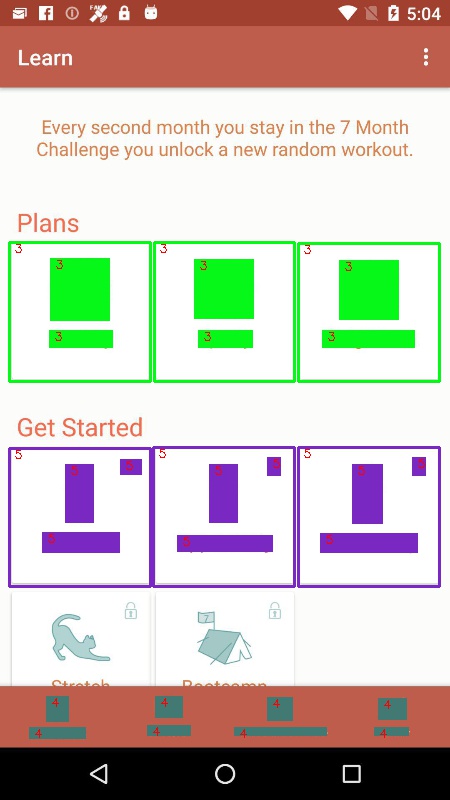 FAKE
5:04
Learn
Every second month you stay in the 7 Month
Challenge you unlock a new random workout.
Plans
3 3 3
3 3 3
3 3 3
Get Started
5 5 5
5 5 5 5 5 5
5 5 5
7
Stretch Bootcamp
4 4 4 4
4 4 4 4